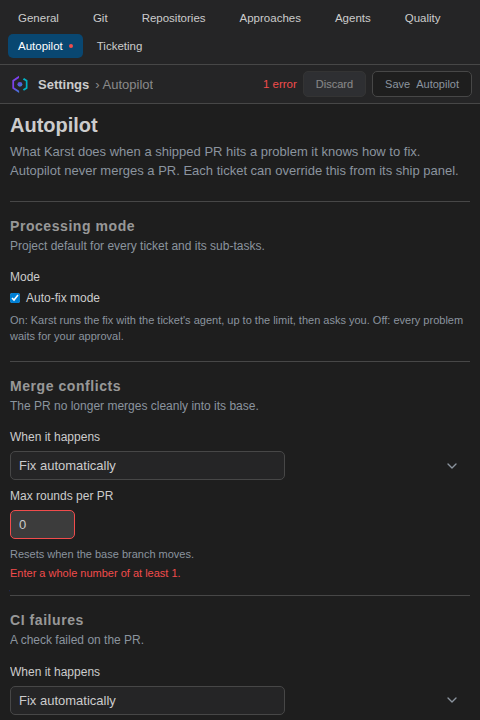 General Git Repositories Approaches Agents Quality
Autopilot Ticketing
Settings › Autopilot 1 error Discard Save Autopilot
Autopilot
What Karst does when a shipped PR hits a problem it knows how to fix.
Autopilot never merges a PR. Each ticket can override this from its ship panel.
Processing mode
Project default for every ticket and its sub-tasks.
Mode
Auto-fix mode
On: Karst runs the fix with the ticket's agent, up to the limit, then asks you. Off: every problem
waits for your approval.
Merge conflicts
The PR no longer merges cleanly into its base.
When it happens
Fix automatically
Max rounds per PR
0
Resets when the base branch moves.
Enter a whole number of at least 1.
CI failures
A check failed on the PR.
When it happens
Fix automatically